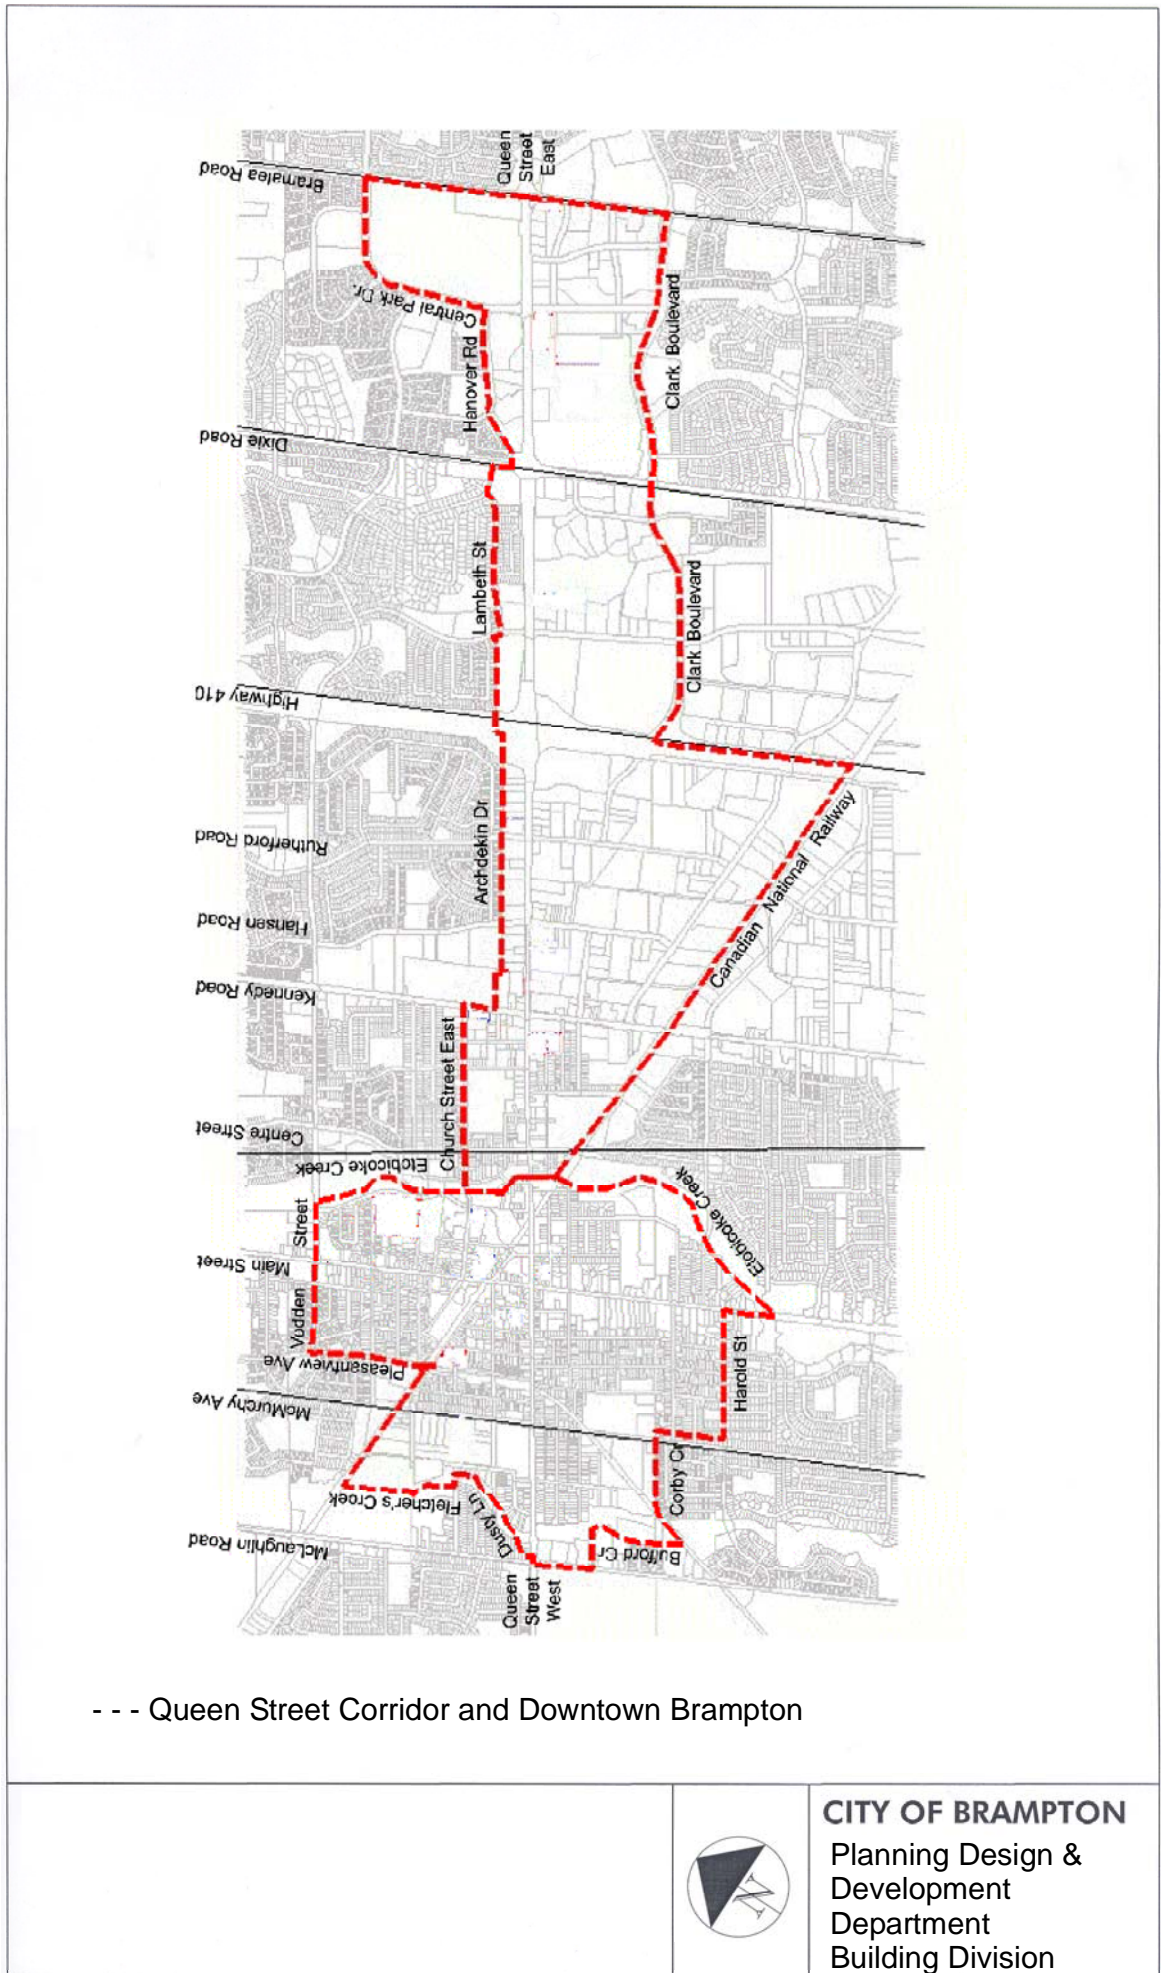 Queen
Street
East
Bramalea Road
Central Park Dr.
Hanover Rd
Clark Boulevard
Dixie Road
Lambeth St
Clark Boulevard
Highway 410
Archdekin Dr
Rutherford Road
Canadian National Railway
Hansen Road
Kennedy Road
Church Street East
Centre Street
Etobicoke Creek
Etobicoke Creek
Vodden Street
Main Street
Pleasantview Ave
Harold St
McMurchy Ave
Corby Cr
Fletcher's Creek
Dusty Ln
Bufford Cr
McLaughlin Road
Queen
Street
West
- - - Queen Street Corridor and Downtown Brampton
N
CITY OF BRAMPTON
Planning Design &
Development
Department
Building Division